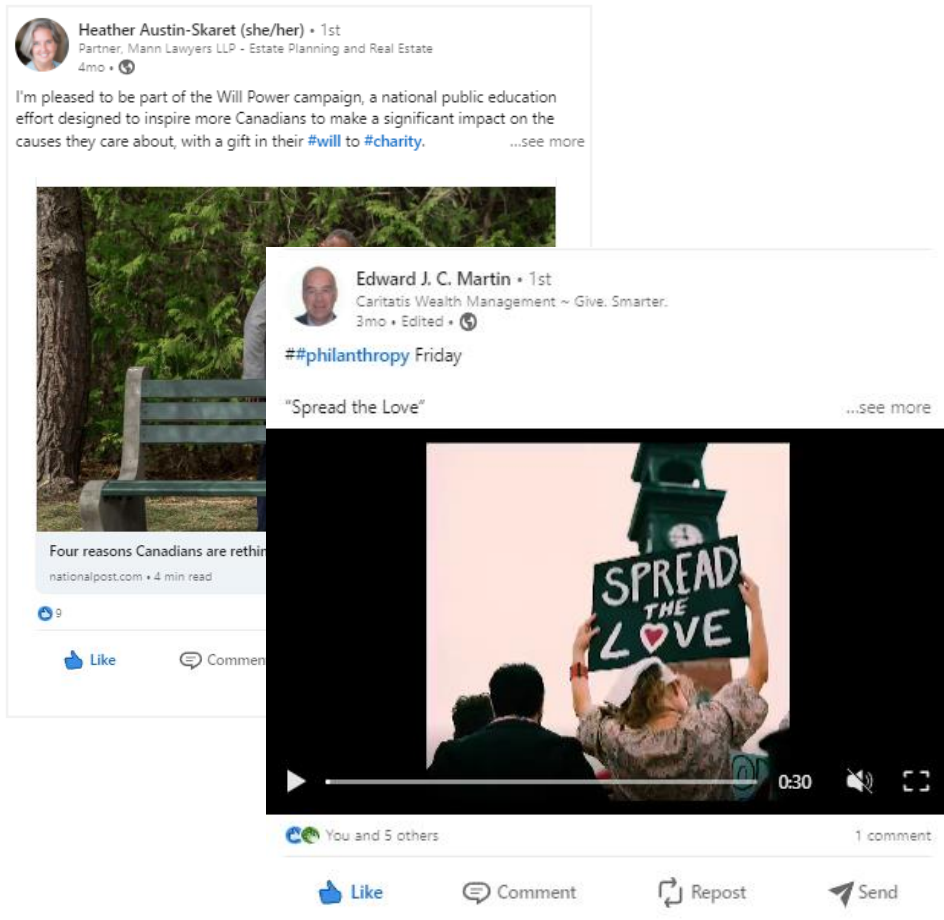 Heather Austin-Skaret (she/her) • 1st
Partner, Mann Lawyers LLP - Estate Planning and Real Estate
4mo •
I'm pleased to be part of the Will Power campaign, a national public education
effort designed to inspire more Canadians to make a significant impact on the
causes they care about, with a gift in their #will to #charity. ...see more
Four reasons Canadians are rethin
nationalpost.com • 4 min read
9
Like Commen
Edward J. C. Martin • 1st
Caritatis Wealth Management ~ Give. Smarter.
3mo • Edited •
##philanthropy Friday
"Spread the Love" ...see more
SPREAD
THE
LOVE
0:30
You and 5 others 1 comment
Like Comment Repost Send